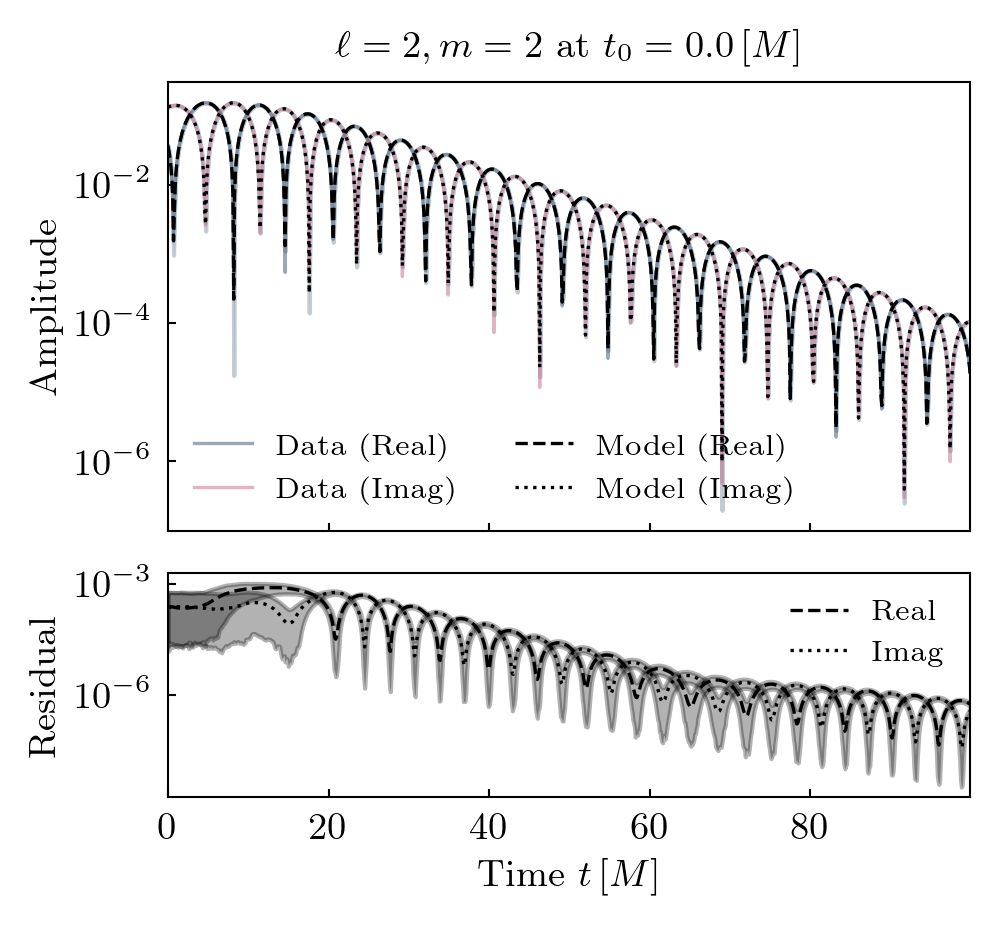 ℓ = 2, m = 2 at t₀ = 0.0 [M]
Amplitude
10⁻²
10⁻⁴
10⁻⁶
Data (Real)
Data (Imag)
Model (Real)
Model (Imag)
Residual
10⁻³
10⁻⁶
Real
Imag
0 20 40 60 80
Time t [M]